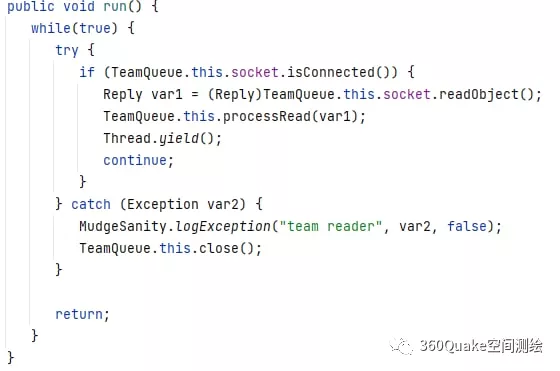 public void run() {
    while(true) {
        try {
            if (TeamQueue.this.socket.isConnected()) {
                Reply var1 = (Reply)TeamQueue.this.socket.readObject();
                TeamQueue.this.processRead(var1);
                Thread.yield();
                continue;
            }
        } catch (Exception var2) {
            MudgeSanity.logException("team reader", var2, false);
            TeamQueue.this.close();
        }

        return;
    }
}
360Quake空间测绘